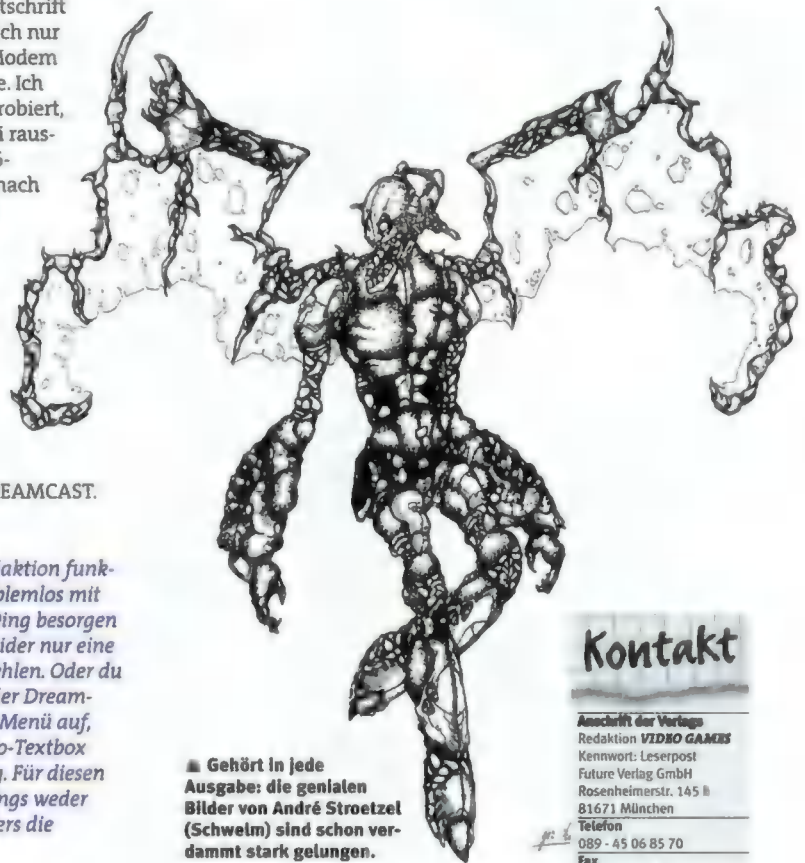 tschrift
ch nur
Modem
e. Ich
robiert,
i raus-
nach
EAMCAST.
aktion funk-
blemlos mit
Ding besorgen
ider nur eine
ehlen. Oder du
er Dream-
Menü auf,
o-Textbox
g. Für diesen
ngs weder
ers die
Gehört in jede
Ausgabe: die genialen
Bilder von André Stroetzel
(Schwelm) sind schon ver-
dammt stark gelungen.
Kontakt
Anschrift der Verlags
Redaktion VIDEO GAMES
Kennwort: Leserpost
Future Verlag GmbH
Rosenheimerstr. 145 h
81671 München
Telefon
089 - 45 06 85 70
Fax